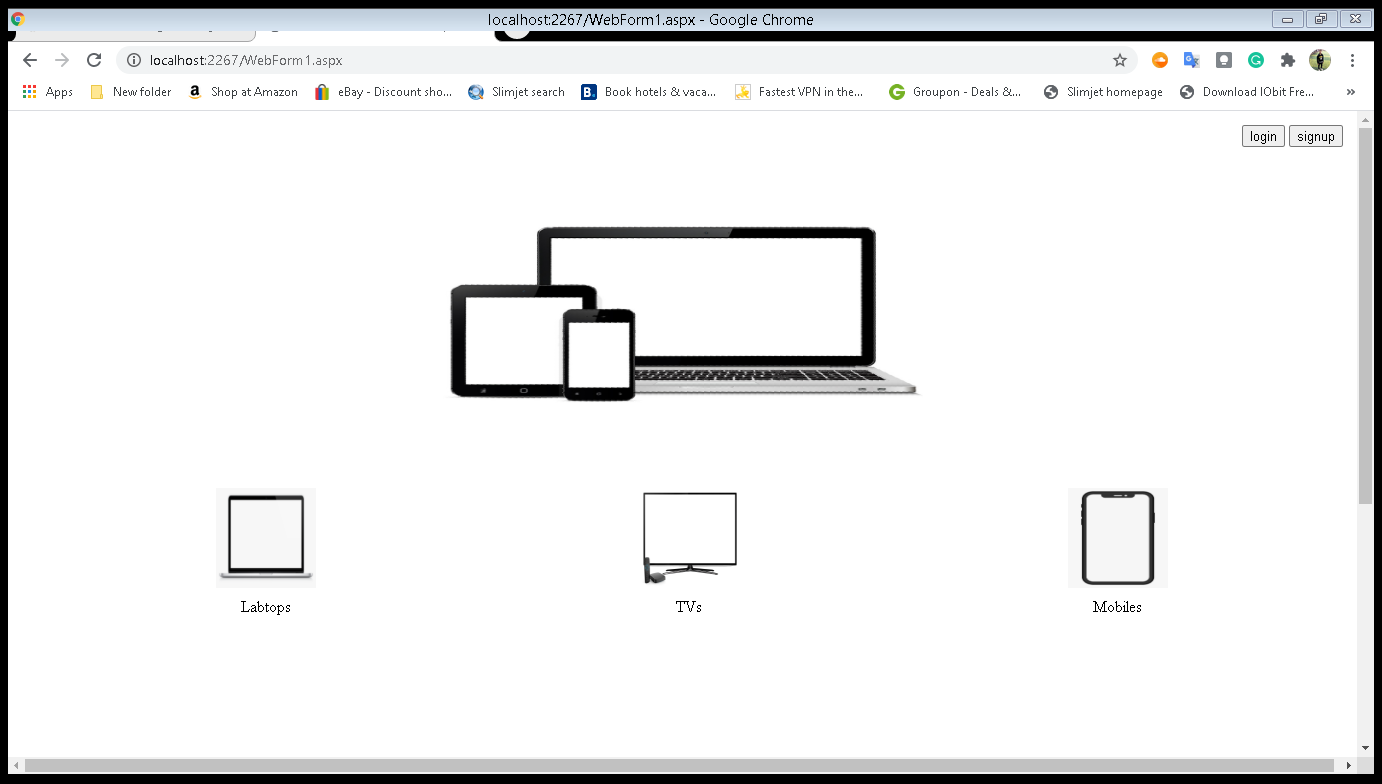 localhost:2267/WebForm1.aspx - Google Chrome
localhost:2267/WebForm1.aspx
Apps New folder Shop at Amazon eBay - Discount sho... Slimjet search Book hotels & vaca... Fastest VPN in the... Groupon - Deals &... Slimjet homepage Download IObit Fre... »
login signup
Labtops TVs Mobiles